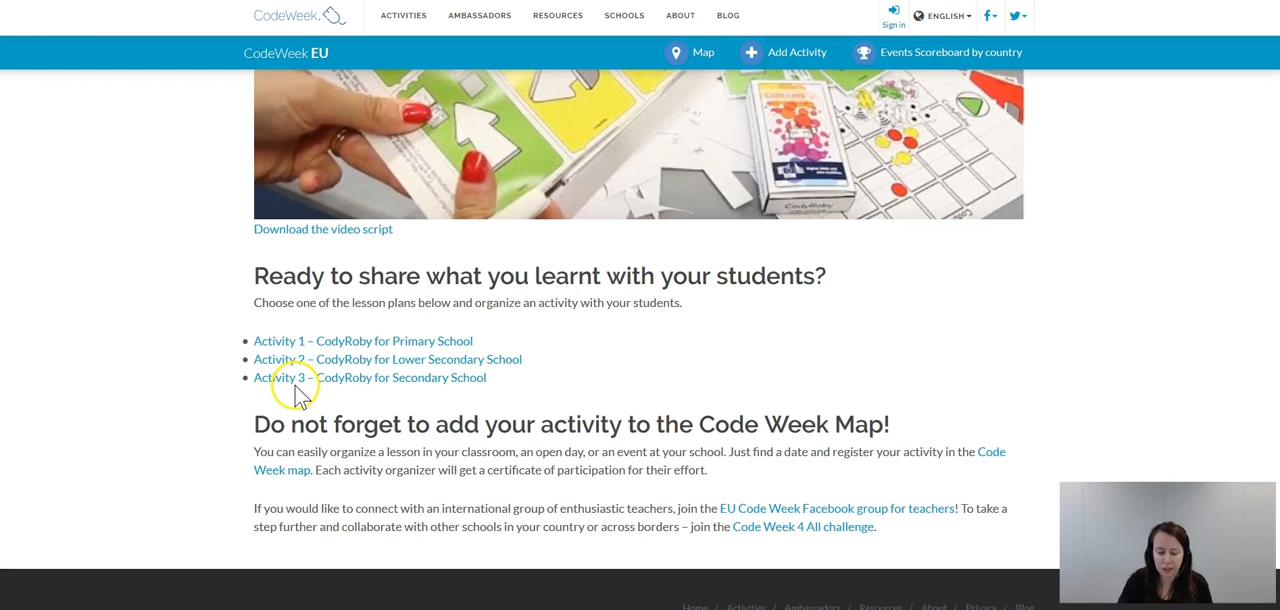 CodeWeek.
ACTIVITIES
AMBASSADORS
RESOURCES
SCHOOLS
ABOUT
BLOG
Sign in
ENGLISH
CodeWeek EU
Map
Add Activity
Events Scoreboard by country
CodyRoby
Download the video script
Ready to share what you learnt with your students?
Choose one of the lesson plans below and organize an activity with your students.
Activity 1 – CodyRoby for Primary School
Activity 2 – CodyRoby for Lower Secondary School
Activity 3 – CodyRoby for Secondary School
Do not forget to add your activity to the Code Week Map!
You can easily organize a lesson in your classroom, an open day, or an event at your school. Just find a date and register your activity in the Code
Week map. Each activity organizer will get a certificate of participation for their effort.
If you would like to connect with an international group of enthusiastic teachers, join the EU Code Week Facebook group for teachers! To take a
step further and collaborate with other schools in your country or across borders – join the Code Week 4 All challenge.
Home / Activities / Ambassadors / Resources / About / Privacy / Blog